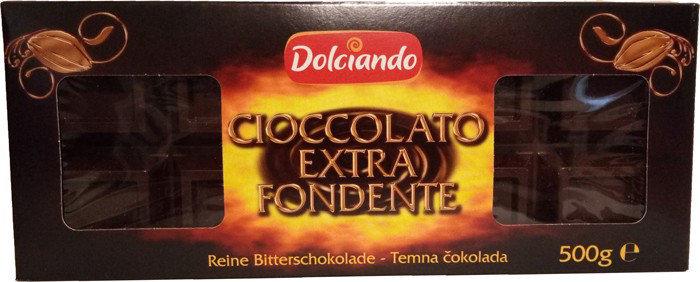 Dolciando
CIOCCOLATO
EXTRA
FONDENTE
Reine Bitterschokolade - Temna čokolada
500g ℮